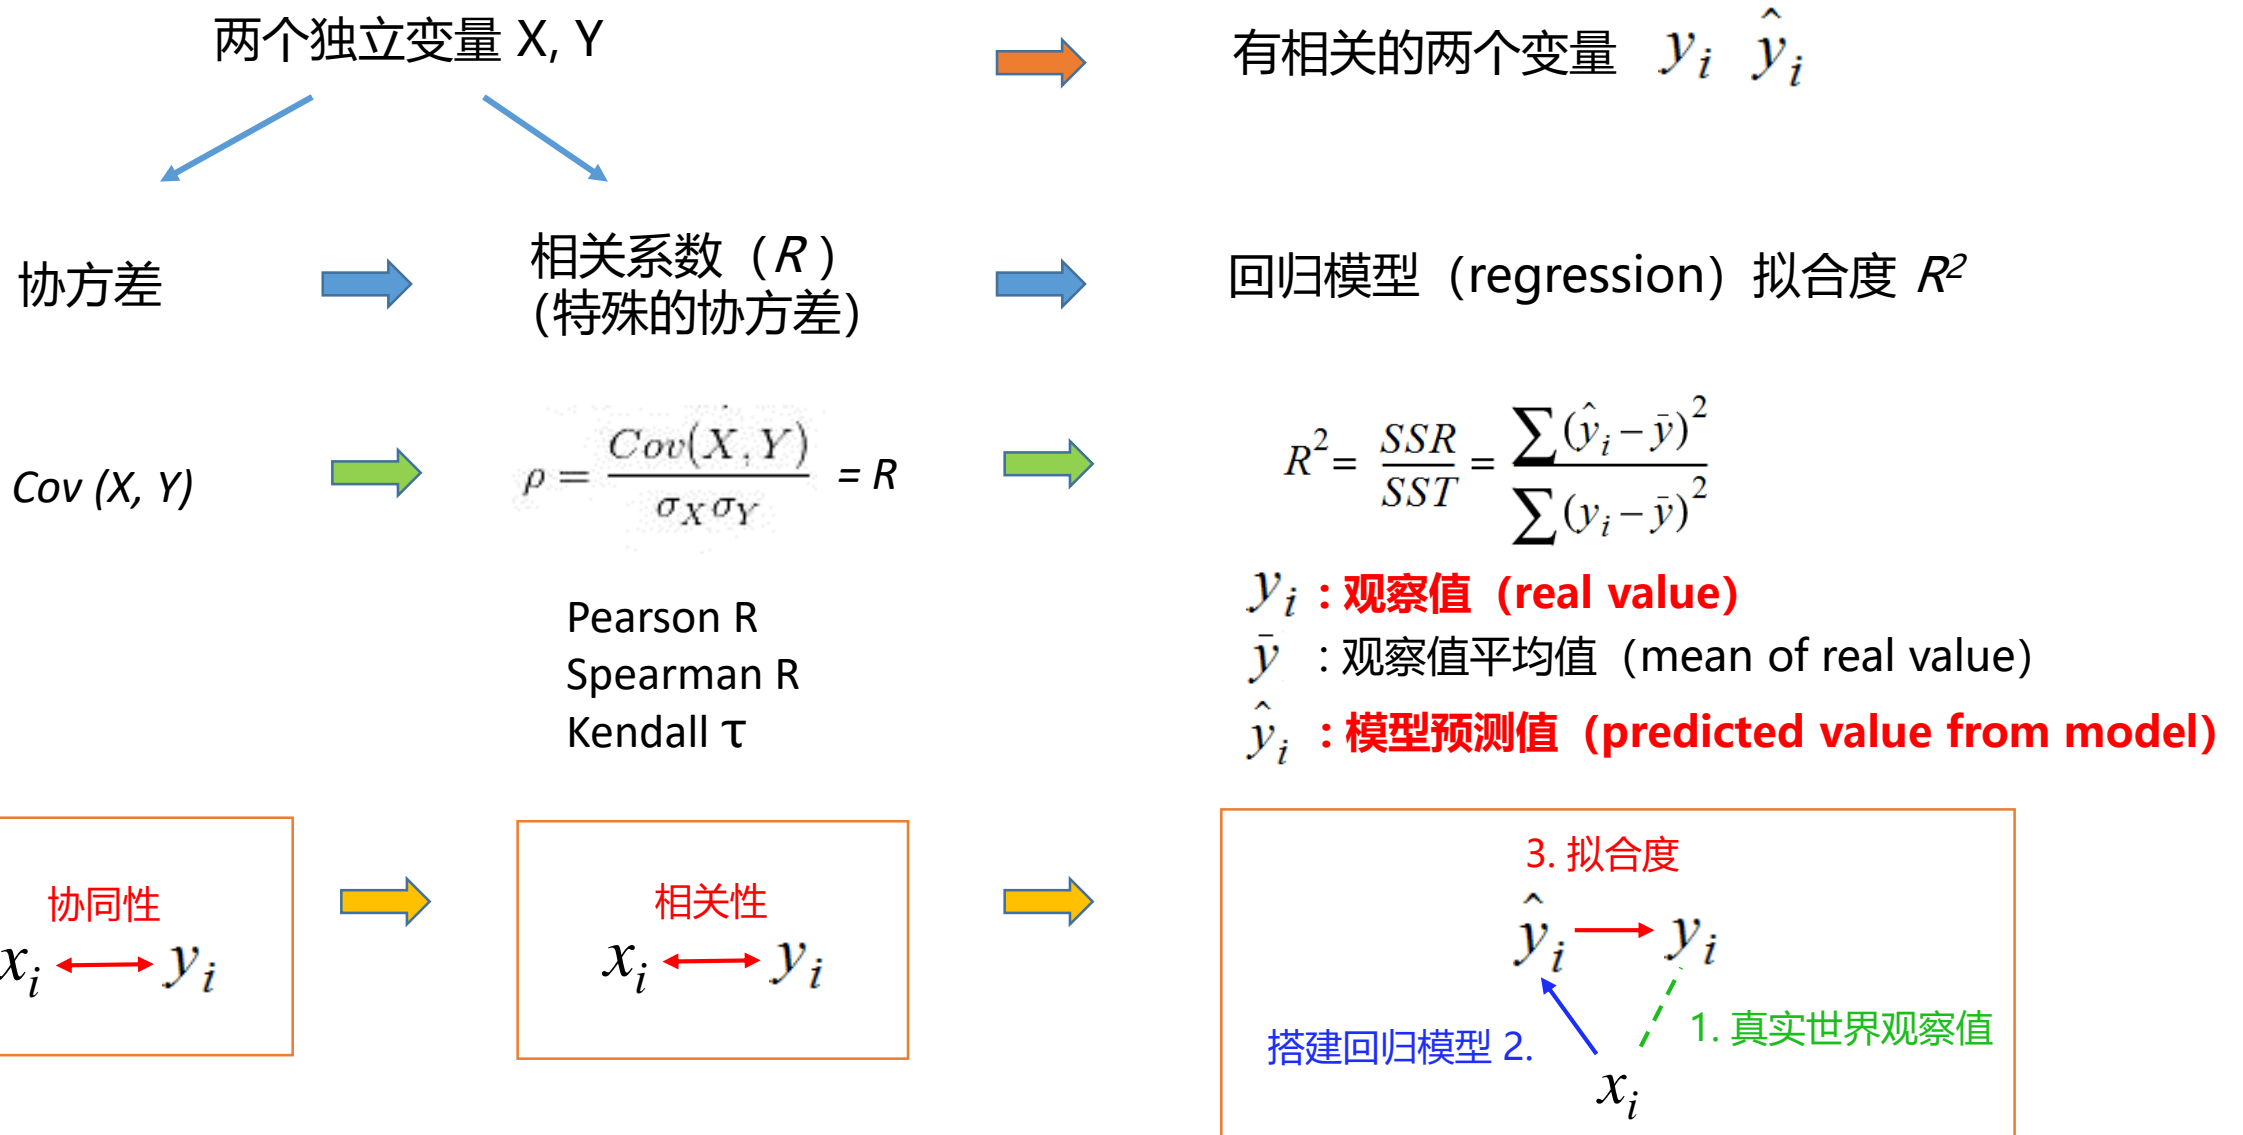 两个独立变量 X, Y
有相关的两个变量 yᵢ ŷᵢ
协方差
相关系数（R ）
（特殊的协方差）
回归模型（regression）拟合度 R²
Cov (X, Y)
ρ = Cov(X, Y) / σ_X σ_Y = R
R² = SSR / SST = ∑(ŷᵢ − ȳ)² / ∑(yᵢ − ȳ)²
Pearson R
Spearman R
Kendall τ
yᵢ : 观察值（real value）
ȳ : 观察值平均值（mean of real value）
ŷᵢ : 模型预测值（predicted value from model）
协同性
xᵢ yᵢ
相关性
xᵢ yᵢ
3. 拟合度
ŷᵢ yᵢ
搭建回归模型 2.
1. 真实世界观察值
xᵢ